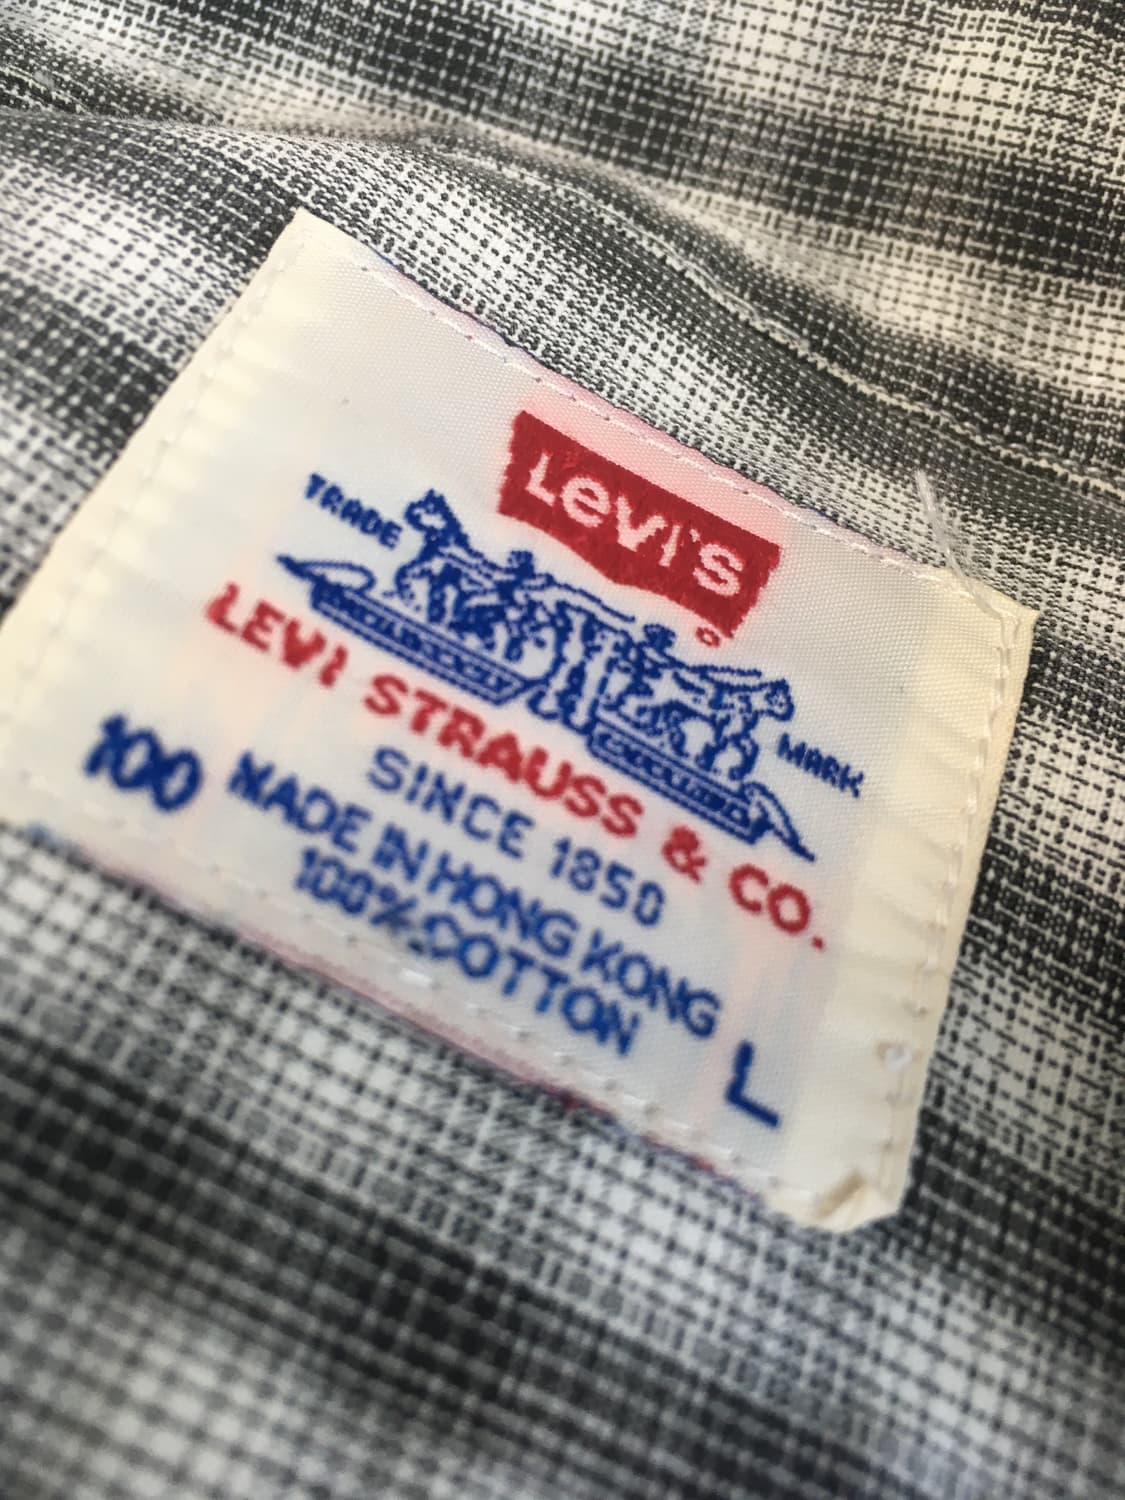 Levi's
TRADE MARK
LEVI STRAUSS & CO.
SINCE 1850
100 MADE IN HONG KONG
100% COTTON
L